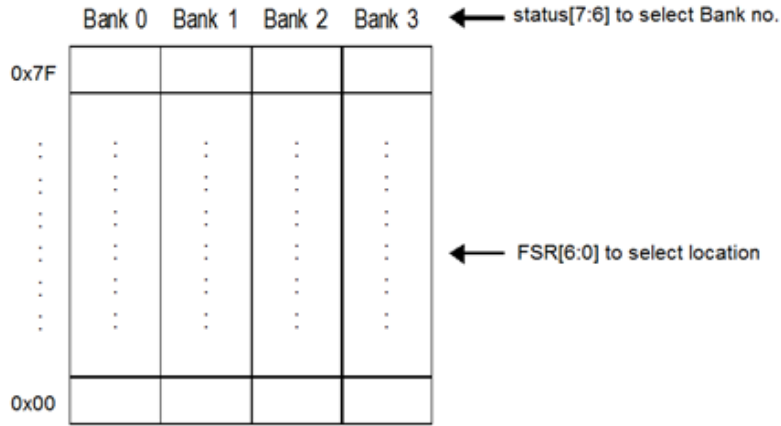 Bank 0 Bank 1 Bank 2 Bank 3 status[7:6] to select Bank no.
0x7F
FSR[6:0] to select location
0x00